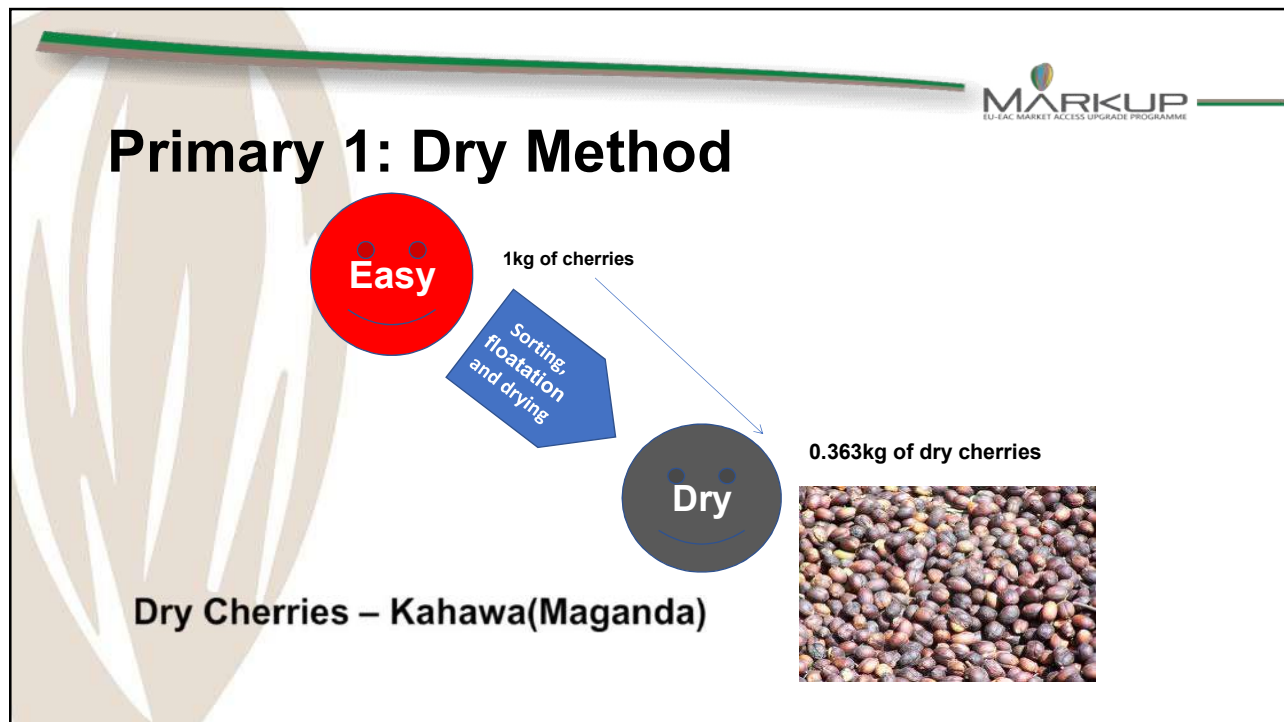 MARKUP
EU-EAC MARKET ACCESS UPGRADE PROGRAMME
Primary 1: Dry Method
Easy
1kg of cherries
Sorting,
floatation
and drying
Dry
0.363kg of dry cherries
Dry Cherries – Kahawa(Maganda)